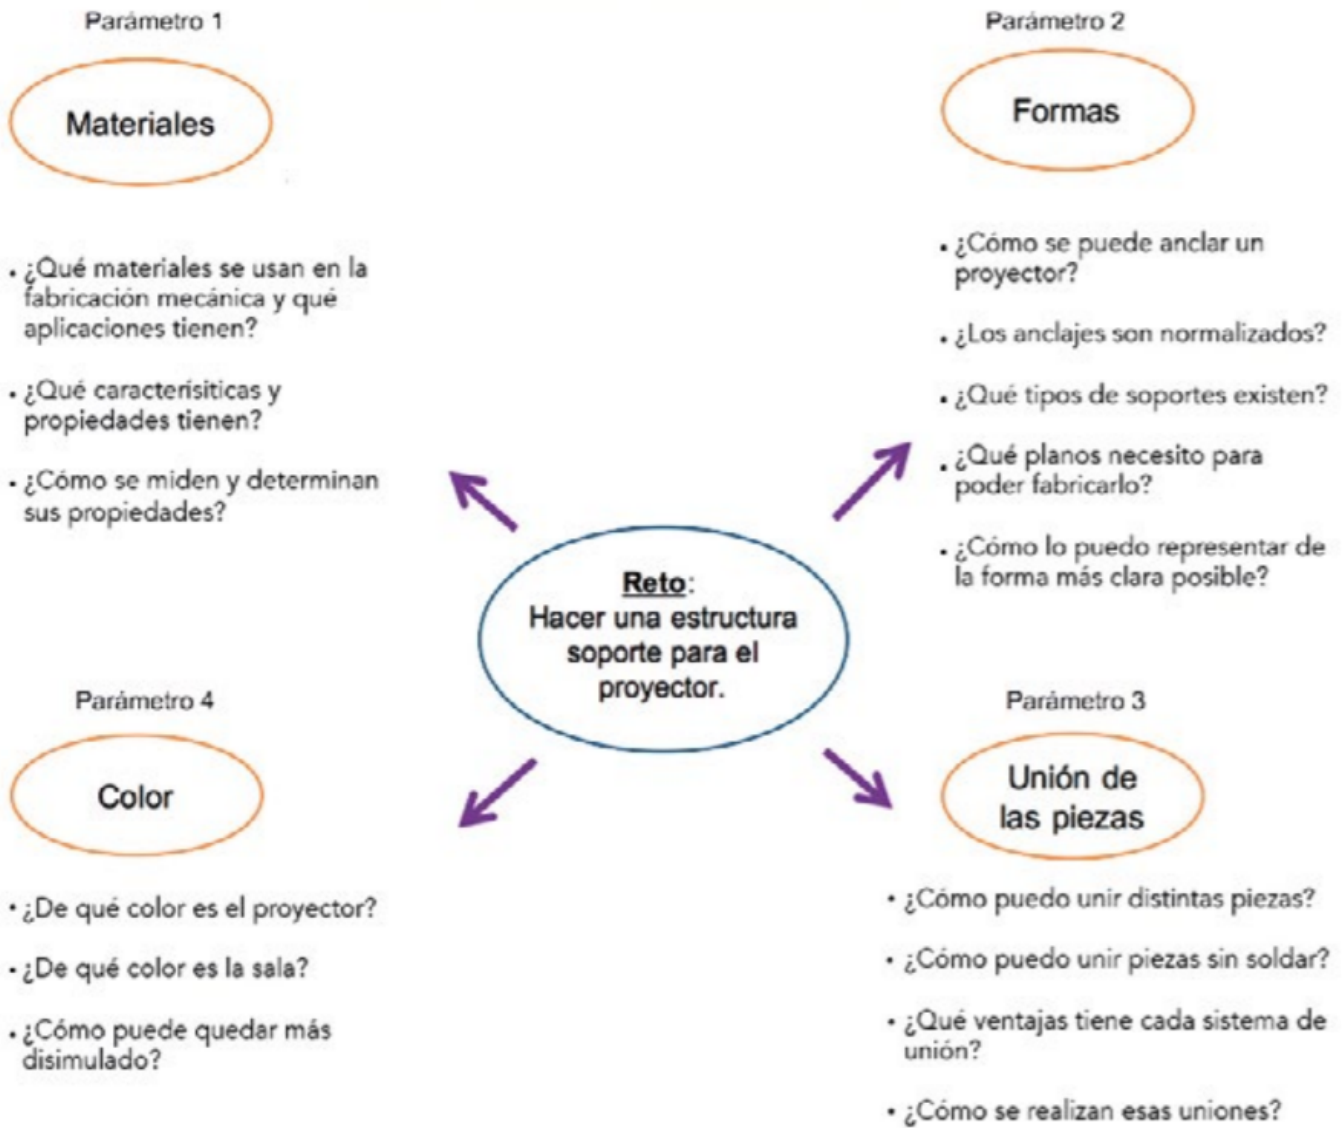 Parámetro 1
Materiales
• ¿Qué materiales se usan en la
fabricación mecánica y qué
aplicaciones tienen?
• ¿Qué caracterísiticas y
propiedades tienen?
• ¿Cómo se miden y determinan
sus propiedades?
Parámetro 2
Formas
• ¿Cómo se puede anclar un
proyector?
• ¿Los anclajes son normalizados?
• ¿Qué tipos de soportes existen?
• ¿Qué planos necesito para
poder fabricarlo?
• ¿Cómo lo puedo representar de
la forma más clara posible?
Reto:
Hacer una estructura
soporte para el
proyector.
Parámetro 4
Color
• ¿De qué color es el proyector?
• ¿De qué color es la sala?
• ¿Cómo puede quedar más
disimulado?
Parámetro 3
Unión de
las piezas
• ¿Cómo puedo unir distintas piezas?
• ¿Cómo puedo unir piezas sin soldar?
• ¿Qué ventajas tiene cada sistema de
unión?
• ¿Cómo se realizan esas uniones?